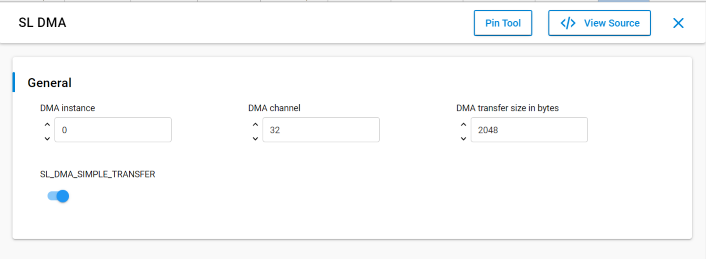 SL DMA
Pin Tool
</> View Source
General
DMA instance
DMA channel
DMA transfer size in bytes
0
32
2048
SL_DMA_SIMPLE_TRANSFER